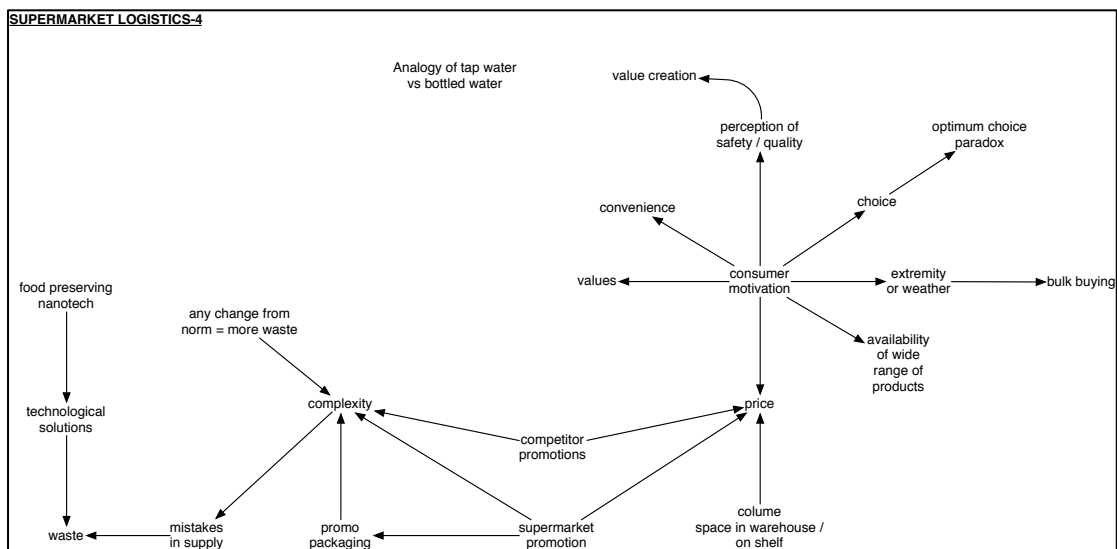 SUPERMARKET LOGISTICS-4
Analogy of tap water
vs bottled water
value creation
perception of
safety / quality
optimum choice
paradox
convenience
choice
values
consumer
motivation
extremity
or weather
bulk buying
food preserving
nanotech
any change from
norm = more waste
availability
of wide
range of
products
technological
solutions
complexity
price
competitor
promotions
waste
mistakes
in supply
promo
packaging
supermarket
promotion
colume
space in warehouse /
on shelf